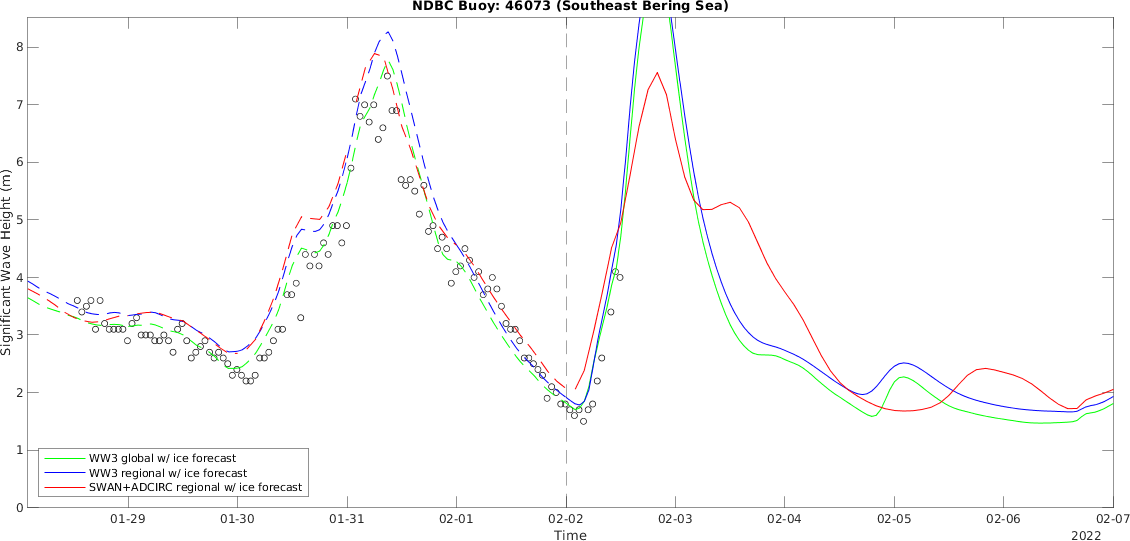 NDBC Buoy: 46073 (Southeast Bering Sea)
Significant Wave Height (m)
8
7
6
5
4
3
2
1
0
WW3 global w/ ice forecast
WW3 regional w/ ice forecast
SWAN+ADCIRC regional w/ ice forecast
01-29 01-30 01-31 02-01 02-02 02-03 02-04 02-05 02-06 02-07
Time
2022